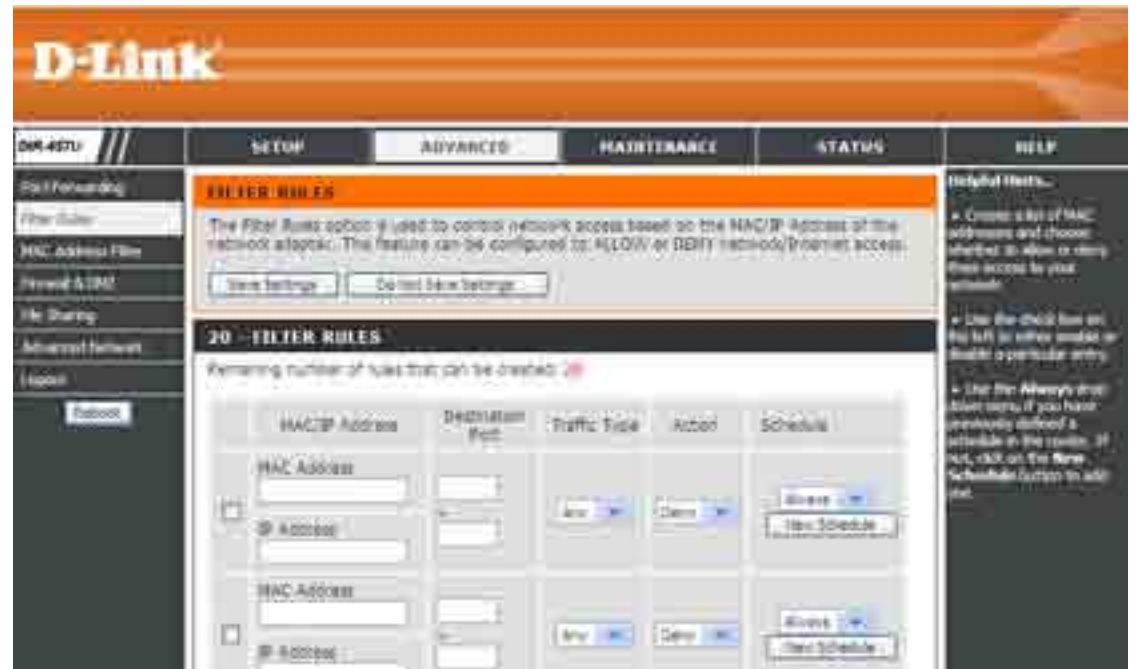 D-Link
SETUP
ADVANCED
MAINTENANCE
STATUS
HELP
Port Forwarding
Filter Rules
MAC Address Filter
Firewall & DMZ
File Sharing
Advanced Network
Logout
Reboot
FILTER RULES
The Filter Rules option is used to control network access based on the MAC/IP Address of the
network adapter. The feature can be configured to ALLOW or DENY network/Internet access.
Save Settings
Do Not Save Settings
20 - FILTER RULES
Remaining number of rules that can be created: 20
MAC/IP Address
Destination
Port
Traffic Type
Action
Schedule
MAC Address
IP Address
Any
Deny
Always
New Schedule
MAC Address
IP Address
Any
Deny
Always
New Schedule
Helpful Hints...
Create a list of MAC
addresses and choose
whether to allow or deny
them access to your
network.
Use the check box on
the left to either enable or
disable a particular entry.
Use the Always drop
down menu if you have
previously defined a
schedule in the router. If
not, click on the New
Schedule button to add
one.